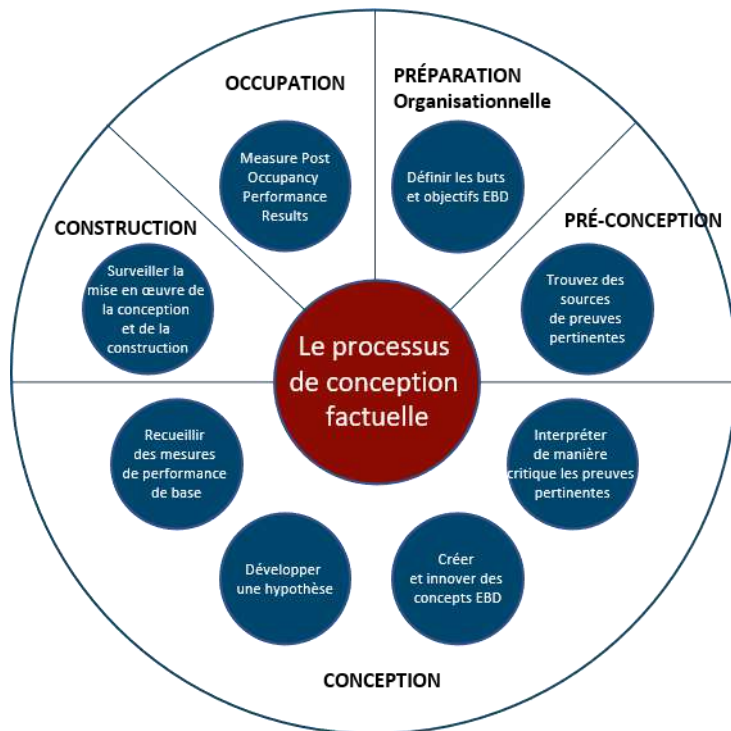 OCCUPATION
Measure Post
Occupancy
Performance
Results
PRÉPARATION
Organisationnelle
Définir les buts
et objectifs EBD
PRÉ-CONCEPTION
Trouvez des
sources
de preuves
pertinentes
CONSTRUCTION
Surveiller la
mise en œuvre de
la conception
et de la
construction
Le processus
de conception
factuelle
Interpréter
de manière
critique les preuves
pertinentes
Créer
et innover des
concepts EBD
Développer
une hypothèse
Recueillir
des mesures
de performance
de base
CONCEPTION